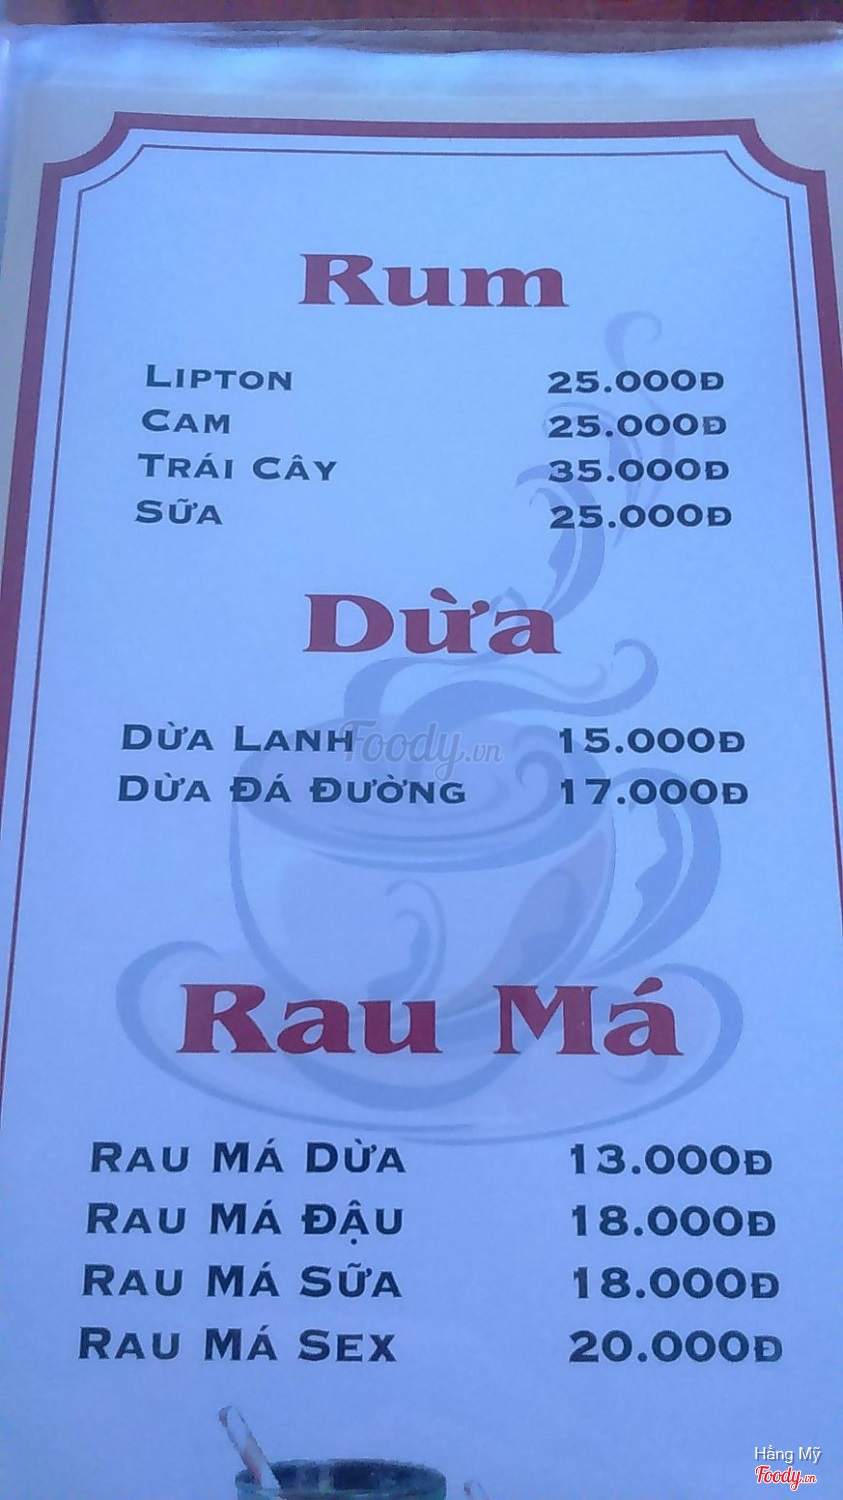 Rum
LIPTON 25.000Đ
CAM 25.000Đ
TRÁI CÂY 35.000Đ
SỮA 25.000Đ
Dừa
DỪA LANH 15.000Đ
Foody.vn
DỪA ĐÁ ĐƯỜNG 17.000Đ
Rau Má
RAU MÁ DỪA 13.000Đ
RAU MÁ ĐẬU 18.000Đ
RAU MÁ SỮA 18.000Đ
RAU MÁ SEX 20.000Đ
Hằng Mỹ
Foody.vn